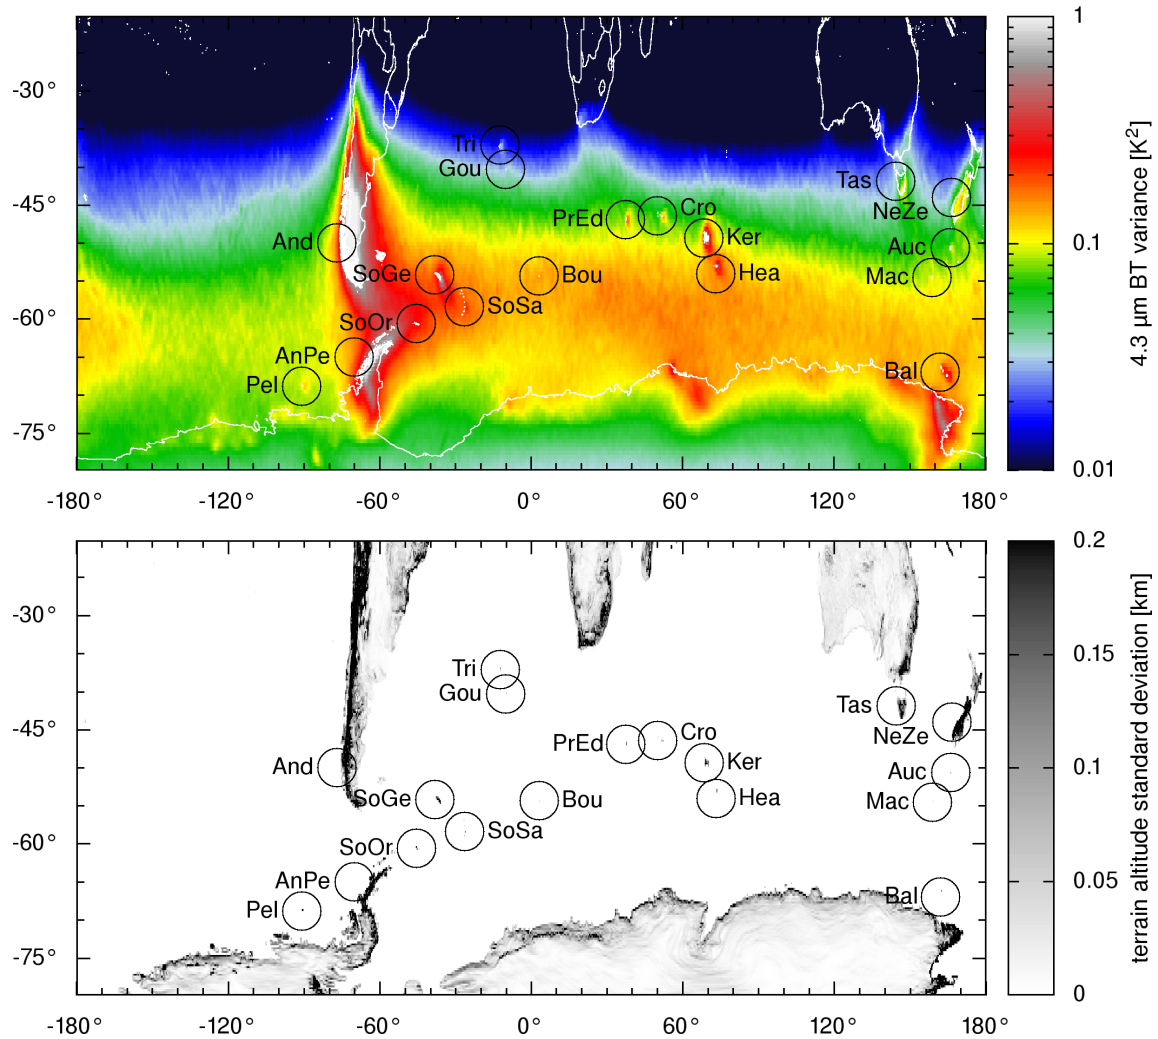 1
-30°
Tri
Gou
Tas
-45°
PrEd
Cro
NeZe
And
Ker
Auc
0.1
SoGe
Bou
Hea
Mac
SoSa
-60°
SoOr
AnPe
Pel
Bal
-75°
0.01
-180°
-120°
-60°
0°
60°
120°
180°
4.3 µm BT variance [K²]
0.2
-30°
0.15
Tri
Gou
Tas
-45°
PrEd
Cro
NeZe
And
Ker
Auc
0.1
SoGe
Bou
Hea
Mac
SoSa
-60°
SoOr
AnPe
0.05
Pel
Bal
-75°
0
-180°
-120°
-60°
0°
60°
120°
180°
terrain altitude standard deviation [km]